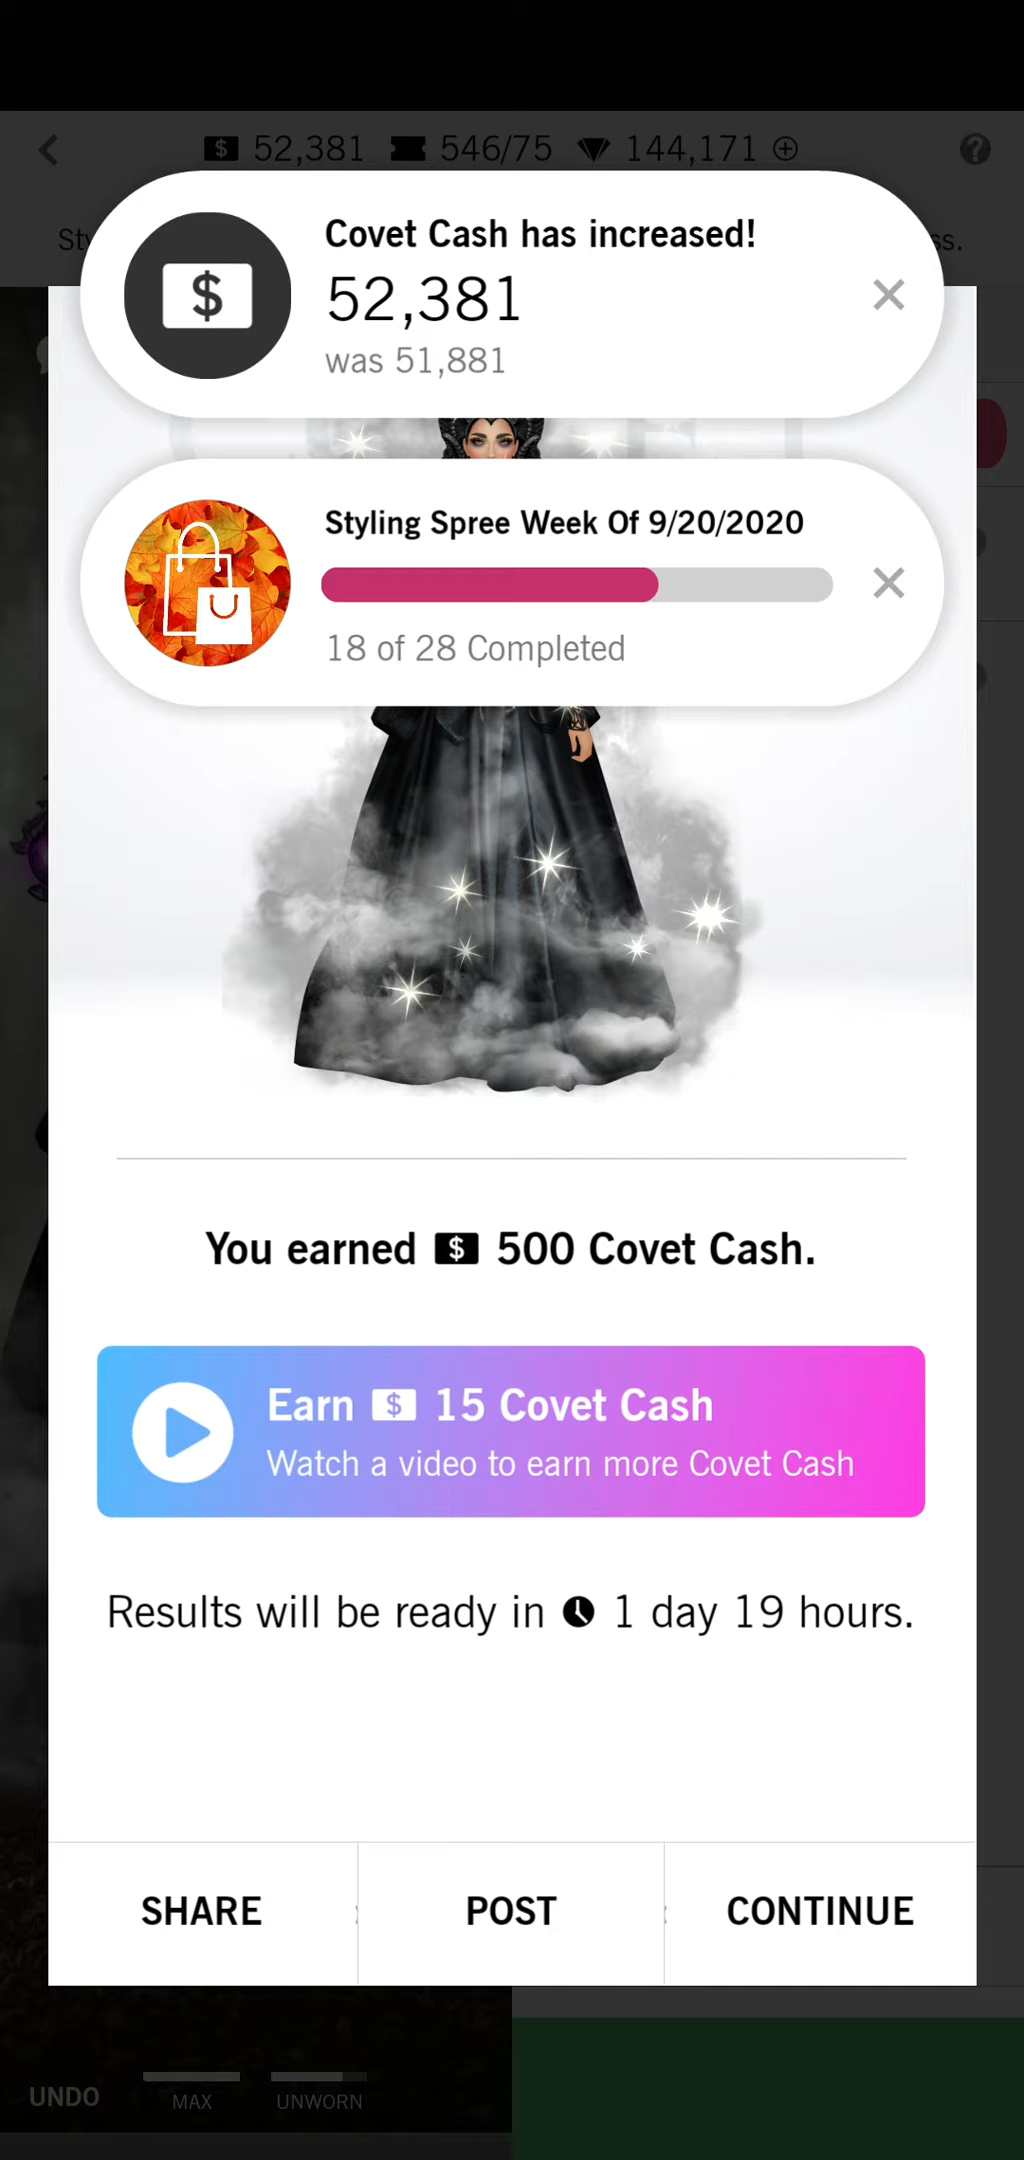 52,381 546/75 144,171
Covet Cash has increased!
52,381
was 51,881
Styling Spree Week Of 9/20/2020
18 of 28 Completed
You earned $ 500 Covet Cash.
Earn $ 15 Covet Cash
Watch a video to earn more Covet Cash
Results will be ready in 1 day 19 hours.
SHARE POST CONTINUE
UNDO MAX UNWORN